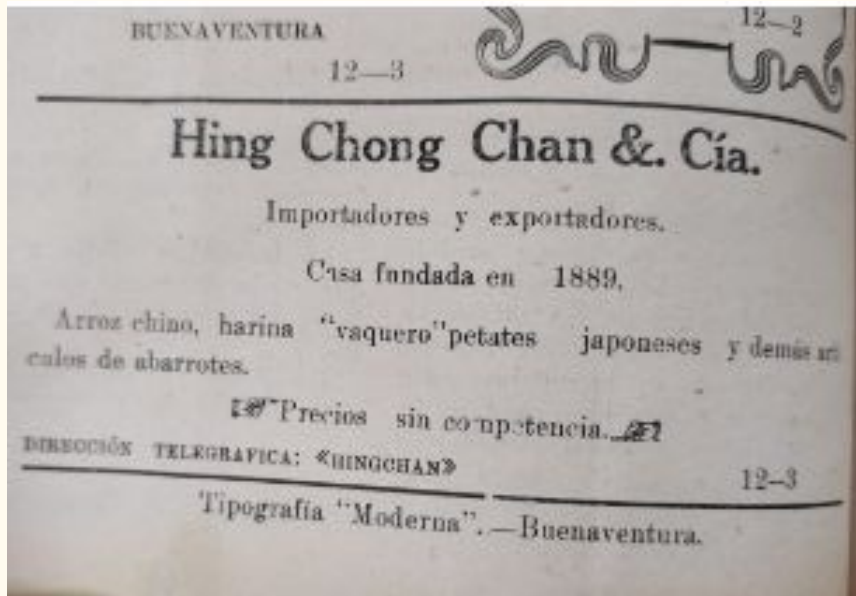 BUENAVENTURA
12—3
12—2
Hing Chong Chan &. Cía.
Importadores y exportadores.
Casa fundada en 1889.
Arroz chino, harina "vaquero" petates japoneses y demás artí
culos de abarrotes.
Precios sin competencia.
DIRECCIÓN TELEGRAFICA: «HINGCHAN»
12—3
Tipografía "Moderna".—Buenaventura.